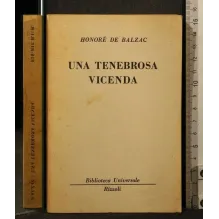 HONORÉ DE BALZAC
UNA TENEBROSA
VICENDA
Biblioteca Universale
Rizzoli